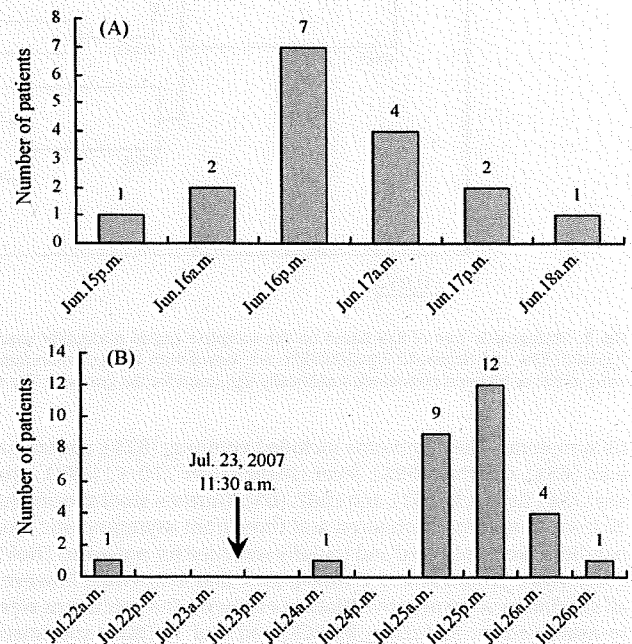 (A)
Number of patients
8
7
6
5
4
3
2
1
0
1
2
7
4
2
1
Jun.15p.m.
Jun.16a.m.
Jun.16p.m.
Jun.17a.m.
Jun.17p.m.
Jun.18a.m.
(B)
Number of patients
14
12
10
8
6
4
2
0
Jul. 23, 2007
11:30 a.m.
1
1
9
12
4
1
Jul.22a.m.
Jul.22p.m.
Jul.23a.m.
Jul.23p.m.
Jul.24a.m.
Jul.24p.m.
Jul.25a.m.
Jul.25p.m.
Jul.26a.m.
Jul.26p.m.